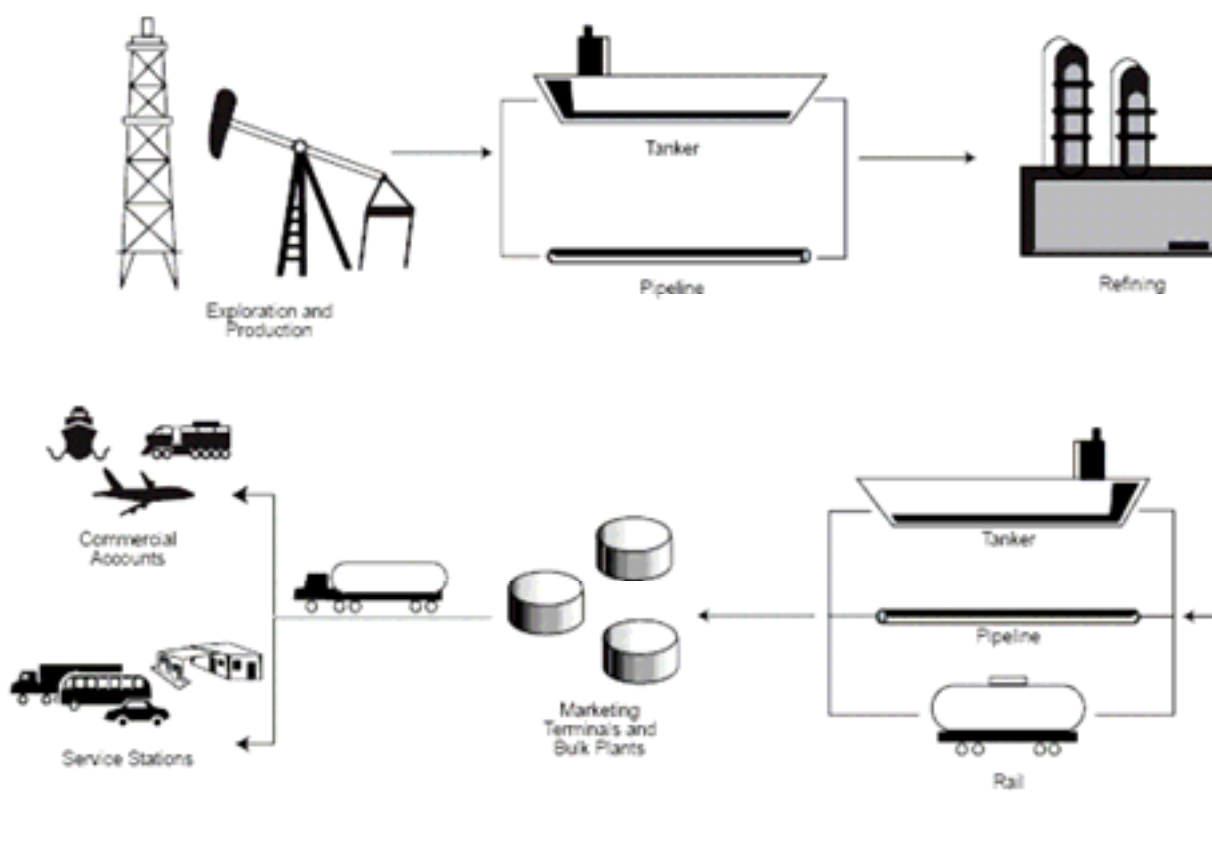 Tanker
Pipeline
Refining
Exploration and
Production
Commercial
Accounts
Tanker
Pipeline
Marketing
Terminals and
Bulk Plants
Rail
Service Stations